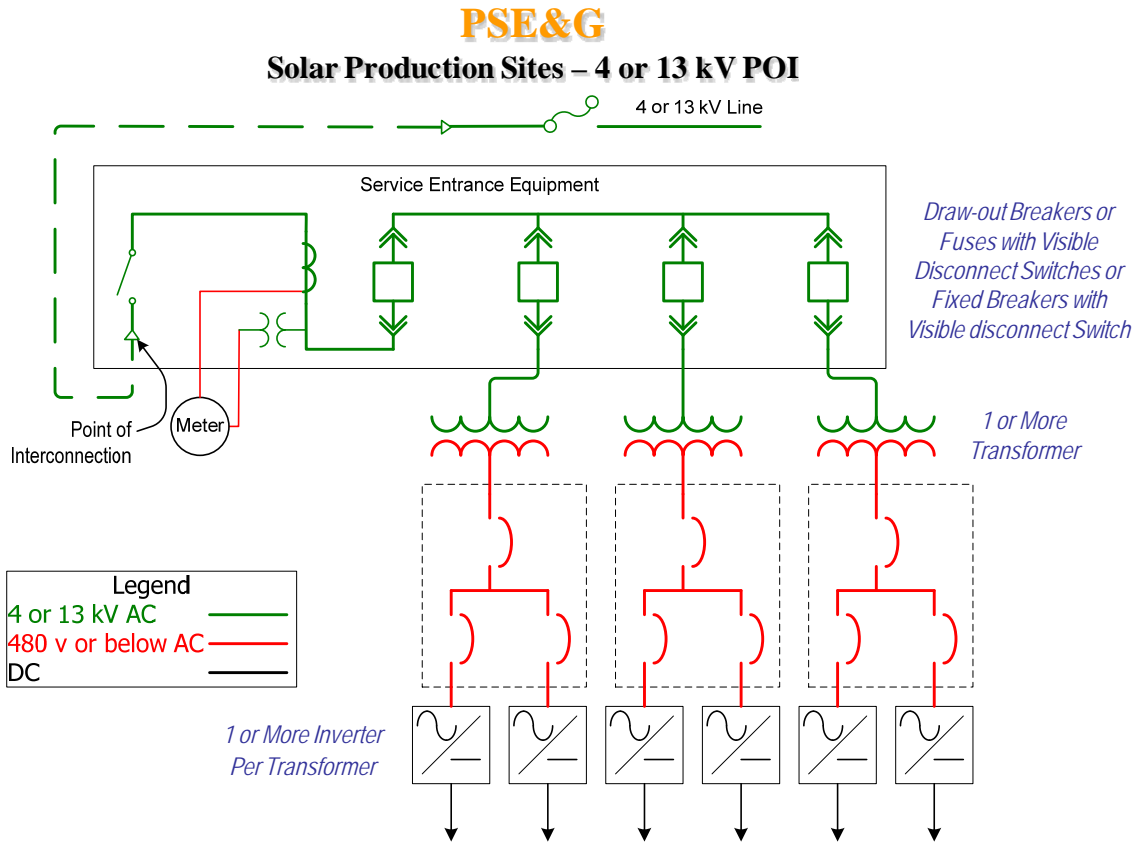 PSE&G
Solar Production Sites – 4 or 13 kV POI
4 or 13 kV Line
Service Entrance Equipment
Draw-out Breakers or
Fuses with Visible
Disconnect Switches or
Fixed Breakers with
Visible disconnect Switch
Meter
Point of
Interconnection
1 or More
Transformer
Legend
4 or 13 kV AC
480 v or below AC
DC
1 or More Inverter
Per Transformer